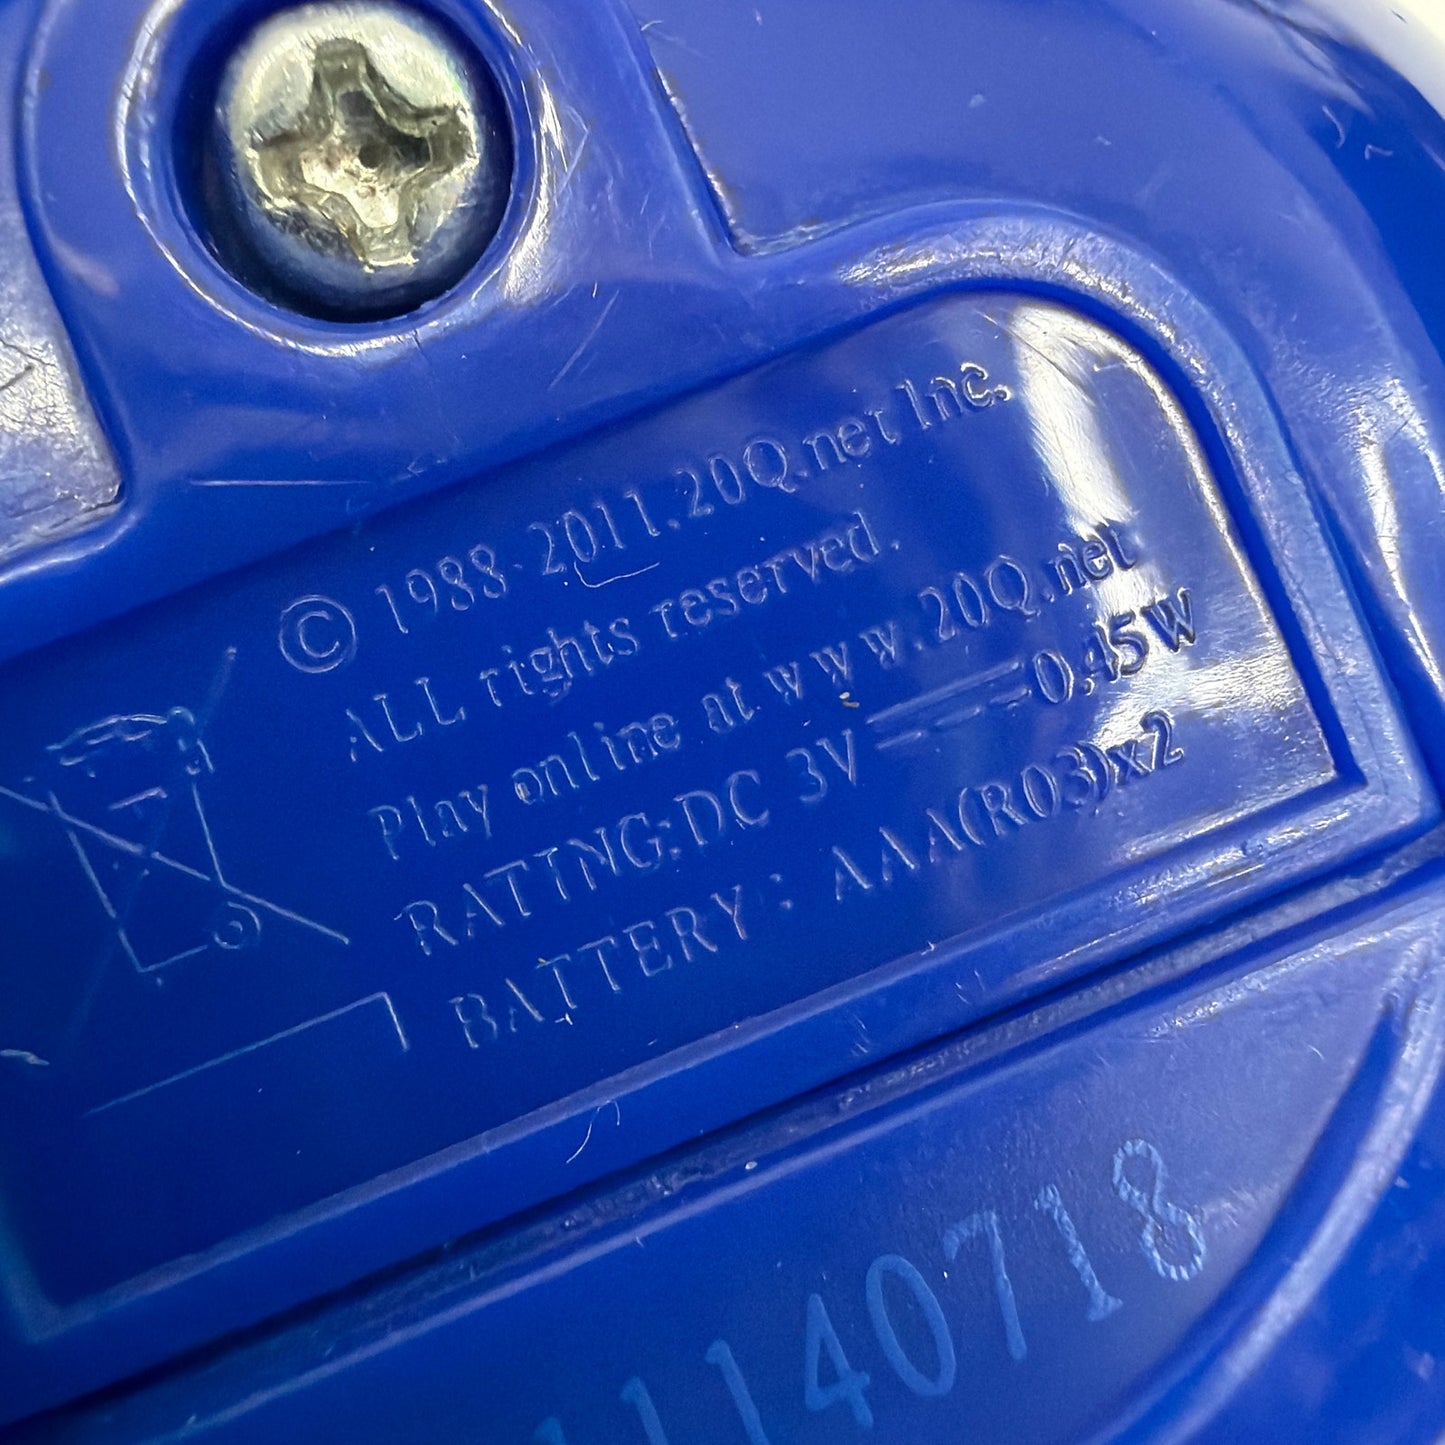 © 1988-2011.20Q.net Inc.
ALL rights reserved.
Play online at www.20Q.net
RATING:DC 3V 0.45W
BATTERY: AAA(R03)x2
1140718